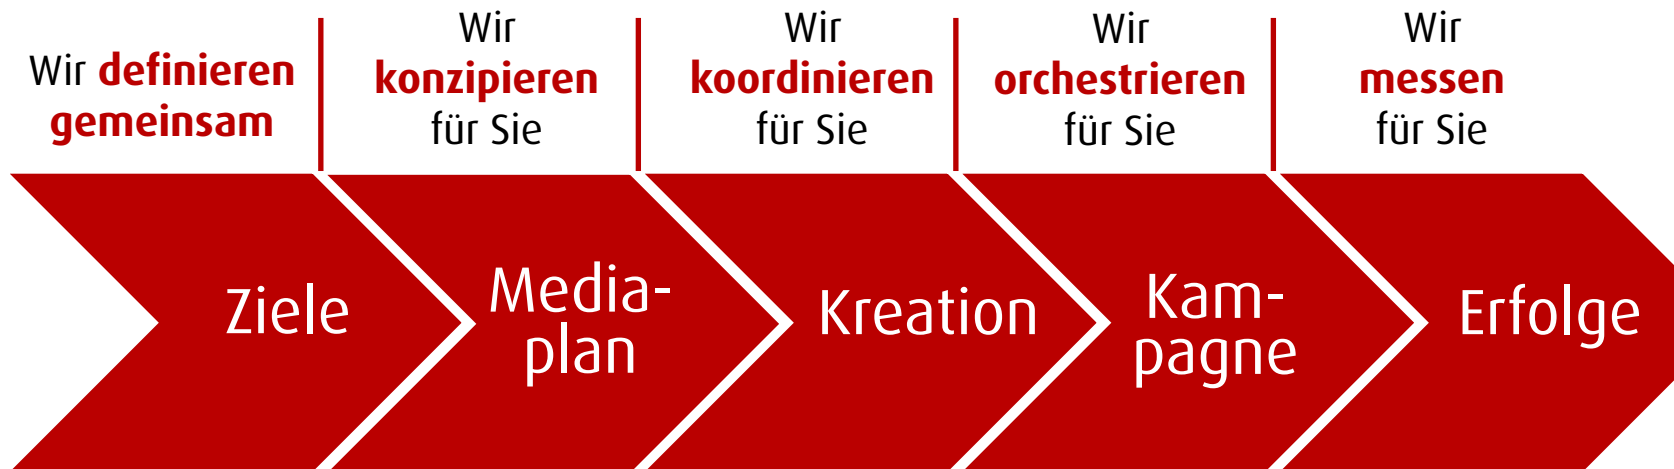 Wir definieren
gemeinsam
Wir
konzipieren
für Sie
Wir
koordinieren
für Sie
Wir
orchestrieren
für Sie
Wir
messen
für Sie
Ziele
Media-
plan
Kreation
Kam-
pagne
Erfolge